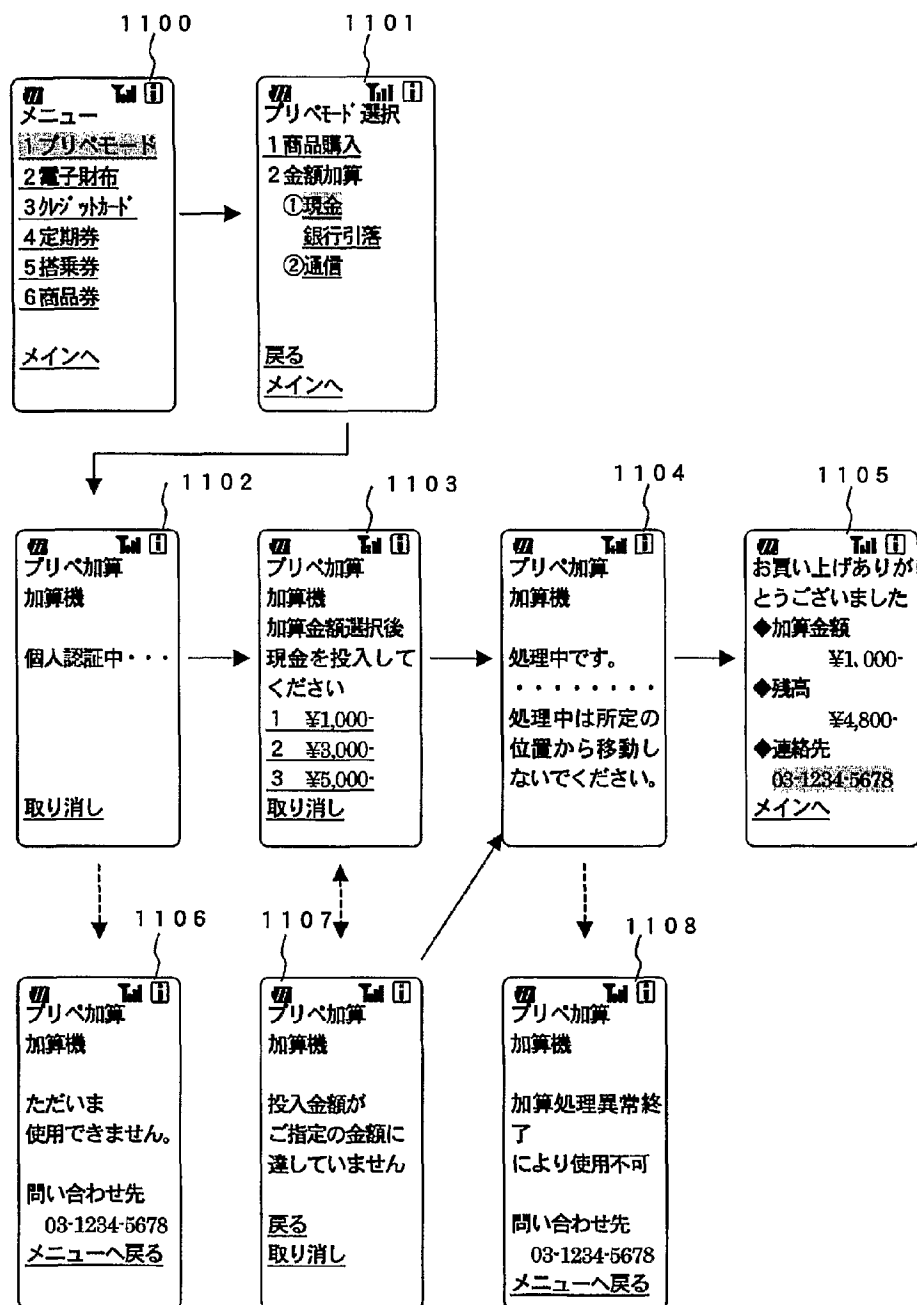 1100
メニュー
1プリペモード
2電子財布
3クレジットカード
4定期券
5搭乗券
6商品券
メインへ
1101
プリペモード選択
1商品購入
2金額加算
①現金
銀行引落
②通信
戻る
メインへ
1102
プリペ加算
加算機
個人認証中・・・
取り消し
1103
プリペ加算
加算機
加算金額選択後
現金を投入して
ください
1 ¥1,000-
2 ¥3,000-
3 ¥5,000-
取り消し
1104
プリペ加算
加算機
処理中です。
・・・・・・・・
処理中は所定の
位置から移動し
ないでください。
1105
お買い上げありが
とうございました
◆加算金額
¥1,000-
◆残高
¥4,800-
◆連絡先
03-1234-5678
メインへ
1106
プリペ加算
加算機
ただいま
使用できません。
問い合わせ先
03-1234-5678
メニューへ戻る
1107
プリペ加算
加算機
投入金額が
ご指定の金額に
達していません
戻る
取り消し
1108
プリペ加算
加算機
加算処理異常終
了
により使用不可
問い合わせ先
03-1234-5678
メニューへ戻る